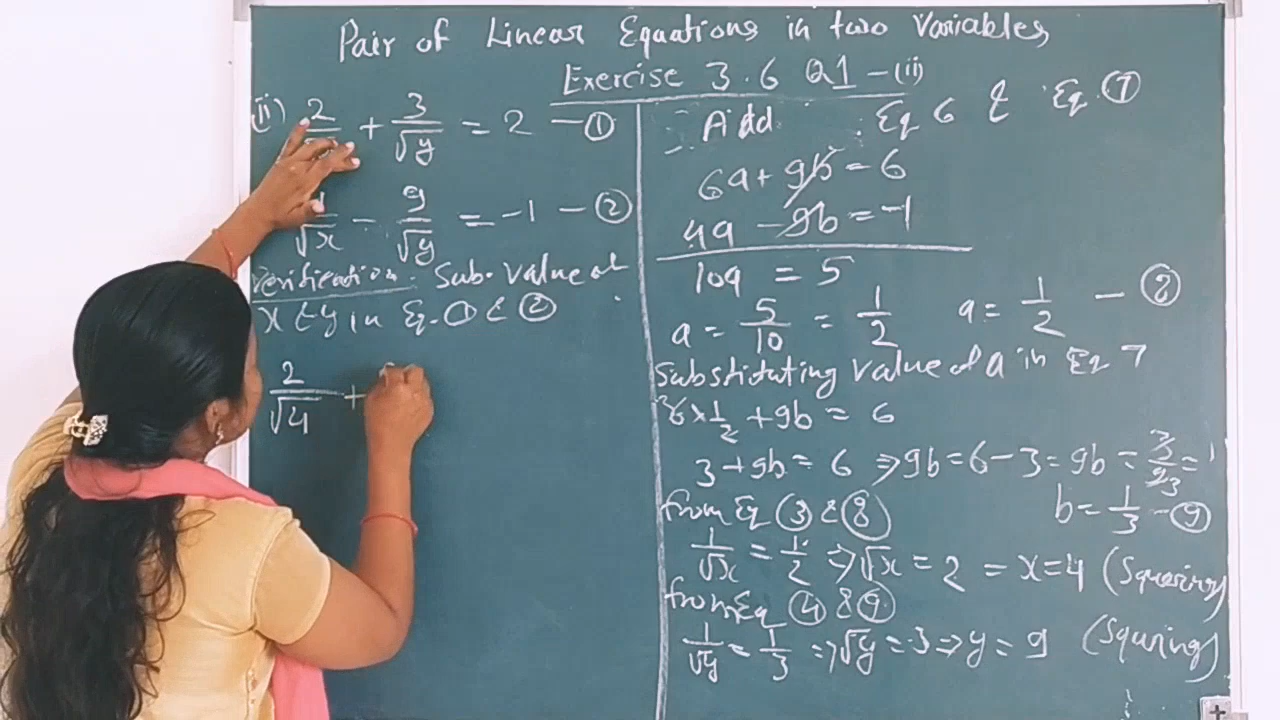 Pair of Linear Equations in two Variables
Exercise 3.6 Q1 - (ii)
(ii) 2 + 3/√y = 2 - ①
1/√x - 9/√y = -1 - ②
Verification. Sub. Value of
x & y in Eq. ① & ②
2/√4 +
∴ Add Eq 6 & Eq. ⑦
6a + 9b = 6
4a - 9b = -1
10a = 5
a = 5/10 = 1/2 a = 1/2 - ⑧
Substituting value of a in Eq 7
6 × 1/2 + 9b = 6
3 + 9b = 6 ⇒ 9b = 6 - 3 = 9b = 3/9 = 1
b = 1/3 - ⑨
from Eq ③ & ⑧
1/√x = 1/2 ⇒ √x = 2 = x = 4 (Squaring)
from Eq ④ & ⑨
1/√y = 1/3 ⇒ √y = 3 ⇒ y = 9 (Squring)